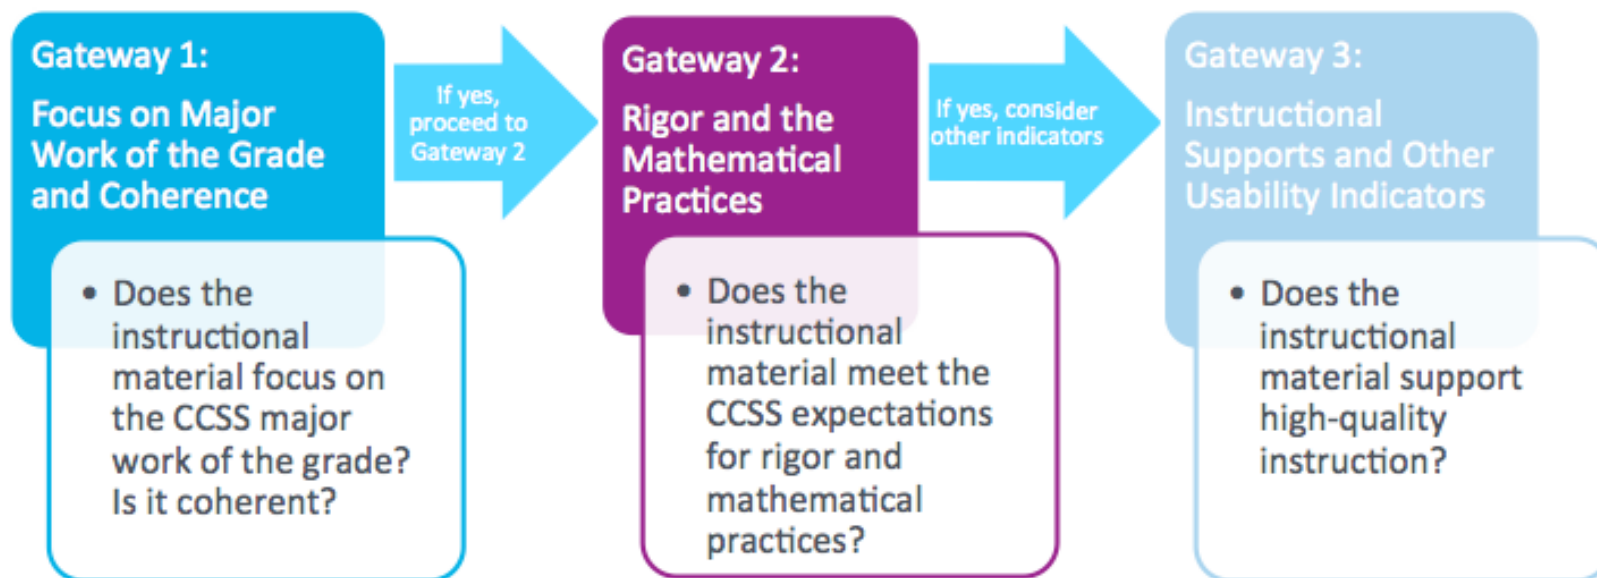 Gateway 1:
Focus on Major
Work of the Grade
and Coherence
• Does the
instructional
material focus on
the CCSS major
work of the grade?
Is it coherent?
If yes,
proceed to
Gateway 2
Gateway 2:
Rigor and the
Mathematical
Practices
• Does the
instructional
material meet the
CCSS expectations
for rigor and
mathematical
practices?
If yes, consider
other indicators
Gateway 3:
Instructional
Supports and Other
Usability Indicators
• Does the
instructional
material support
high-quality
instruction?